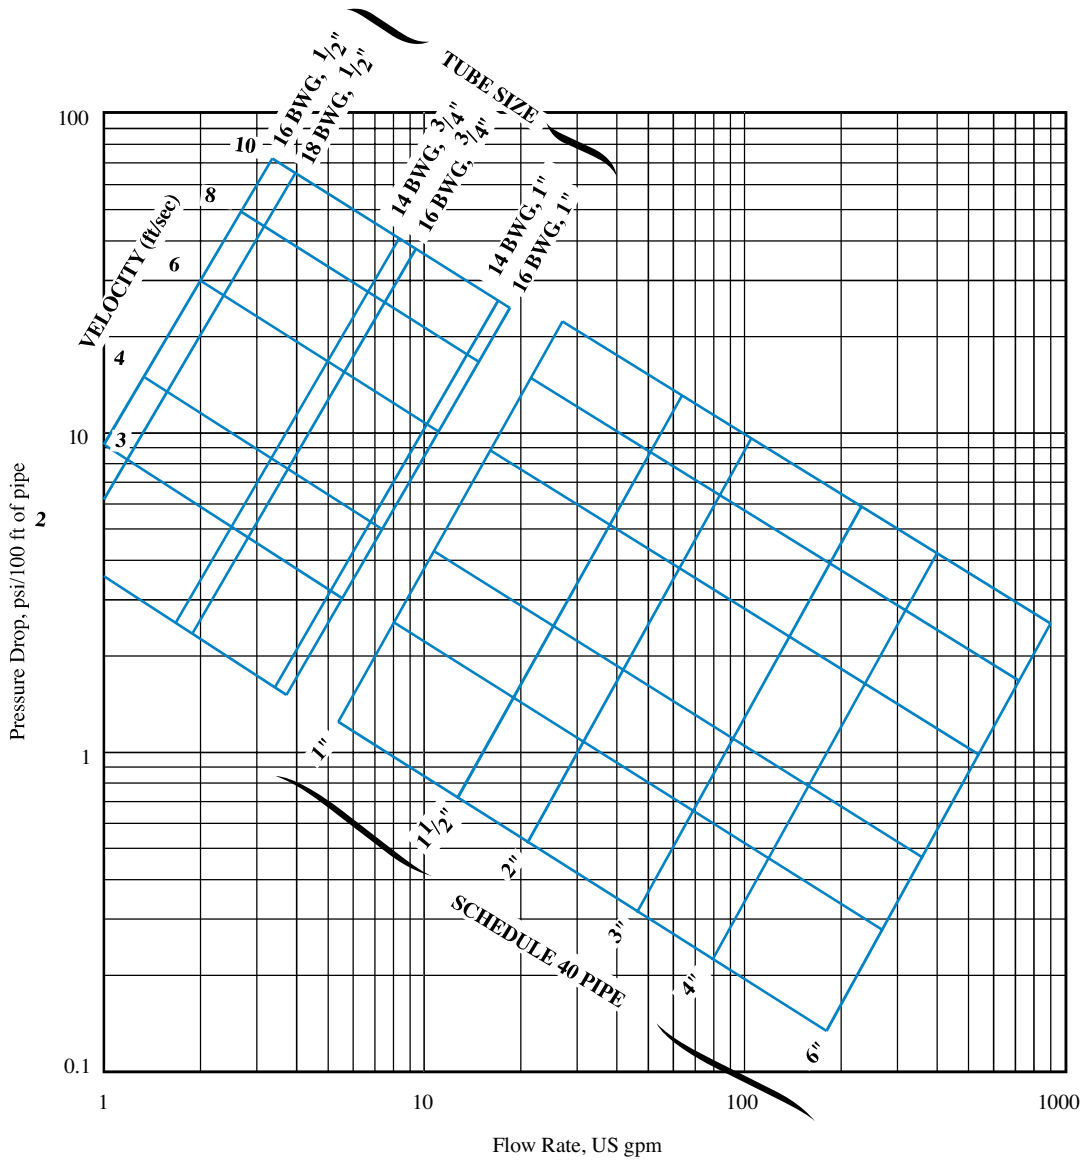 TUBE SIZE
16 BWG, 1/2"
18 BWG, 1/2"
14 BWG, 3/4"
16 BWG, 3/4"
14 BWG, 1"
16 BWG, 1"
VELOCITY (ft/sec)
10
8
6
4
3
2
100
10
1
0.1
Pressure Drop, psi/100 ft of pipe
1"
1 1/2"
2"
3"
4"
6"
SCHEDULE 40 PIPE
1
10
100
1000
Flow Rate, US gpm